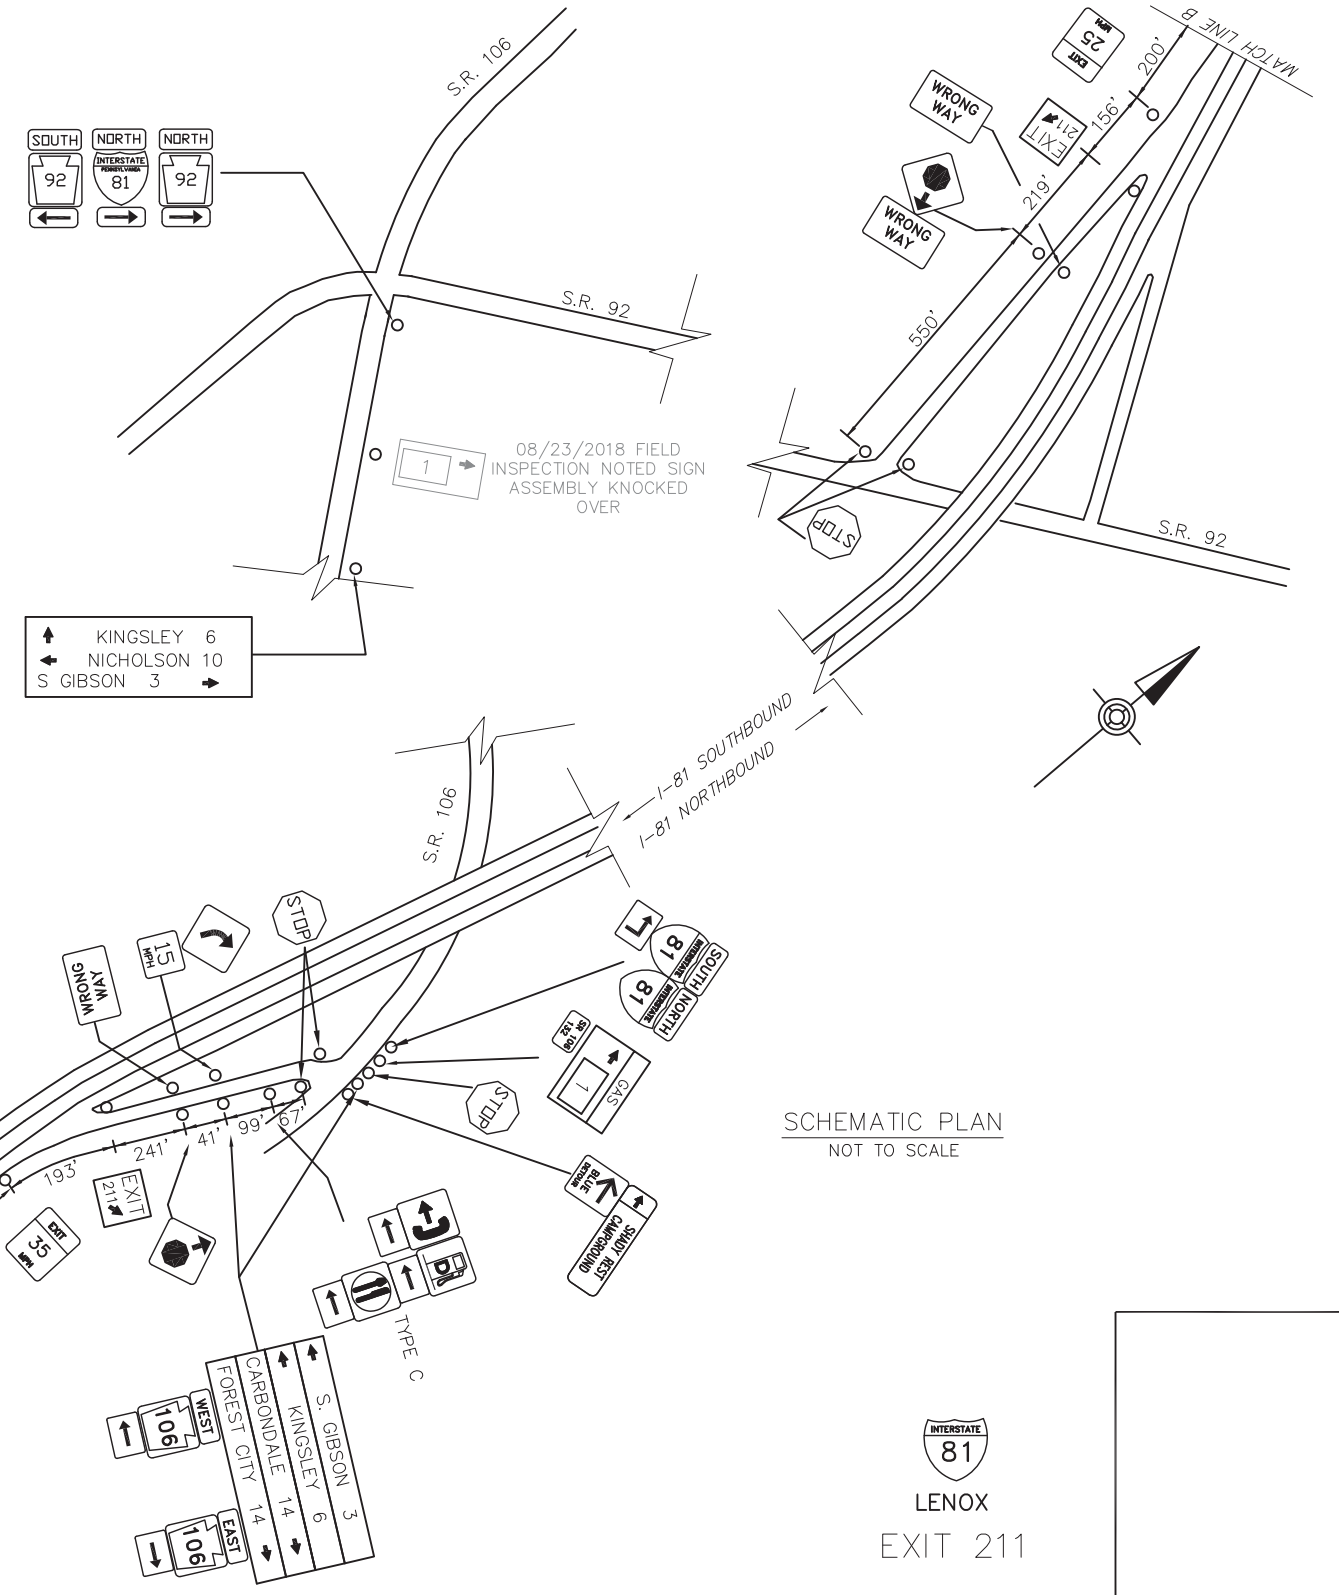 S.R. 106
SOUTH
92
NORTH
INTERSTATE
PENNSYLVANIA
81
NORTH
92
S.R. 92
1
08/23/2018 FIELD
INSPECTION NOTED SIGN
ASSEMBLY KNOCKED
OVER
KINGSLEY 6
NICHOLSON 10
S GIBSON 3
MATCH LINE B
EXIT
25
MPH
200'
WRONG
WAY
156'
EXIT
211
219'
WRONG
WAY
550'
STOP
S.R. 92
I-81 SOUTHBOUND
I-81 NORTHBOUND
S.R. 106
STOP
15
MPH
WRONG
WAY
SOUTH
INTERSTATE
81
NORTH
INTERSTATE
81
SR 106
132
GAS
1
STOP
BLUE
DETOUR
SHADY REST
CAMPGROUND
193'
241'
41'
99'
67'
EXIT
211
EXIT
35
MPH
D
TYPE C
S. GIBSON 3
KINGSLEY 6
CARBONDALE 14
FOREST CITY 14
WEST
106
EAST
106
SCHEMATIC PLAN
NOT TO SCALE
INTERSTATE
81
LENOX
EXIT 211